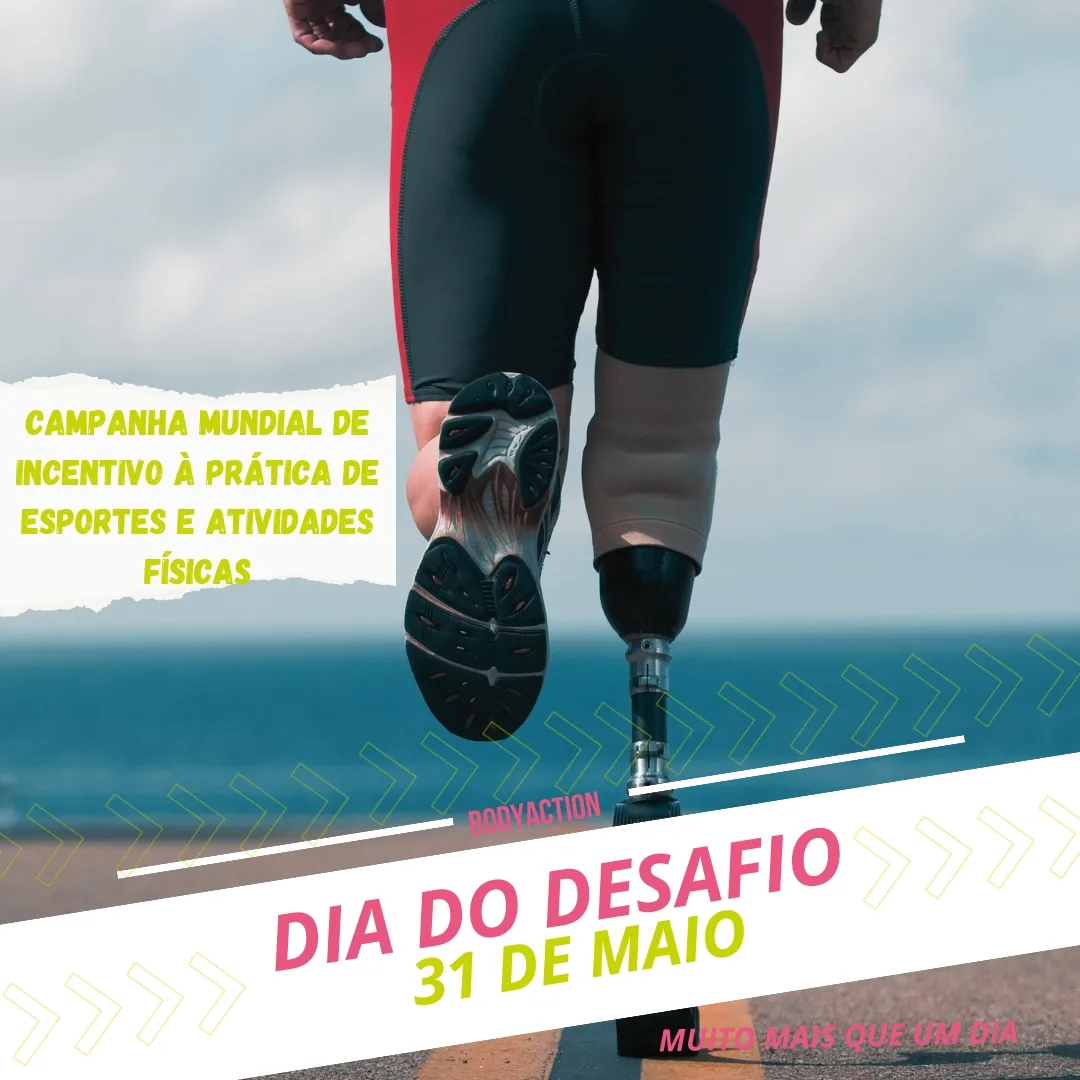 CAMPANHA MUNDIAL DE
INCENTIVO À PRÁTICA DE
ESPORTES E ATIVIDADES
FÍSICAS
BODYACTION
DIA DO DESAFIO
31 DE MAIO
MUITO MAIS QUE UM DIA